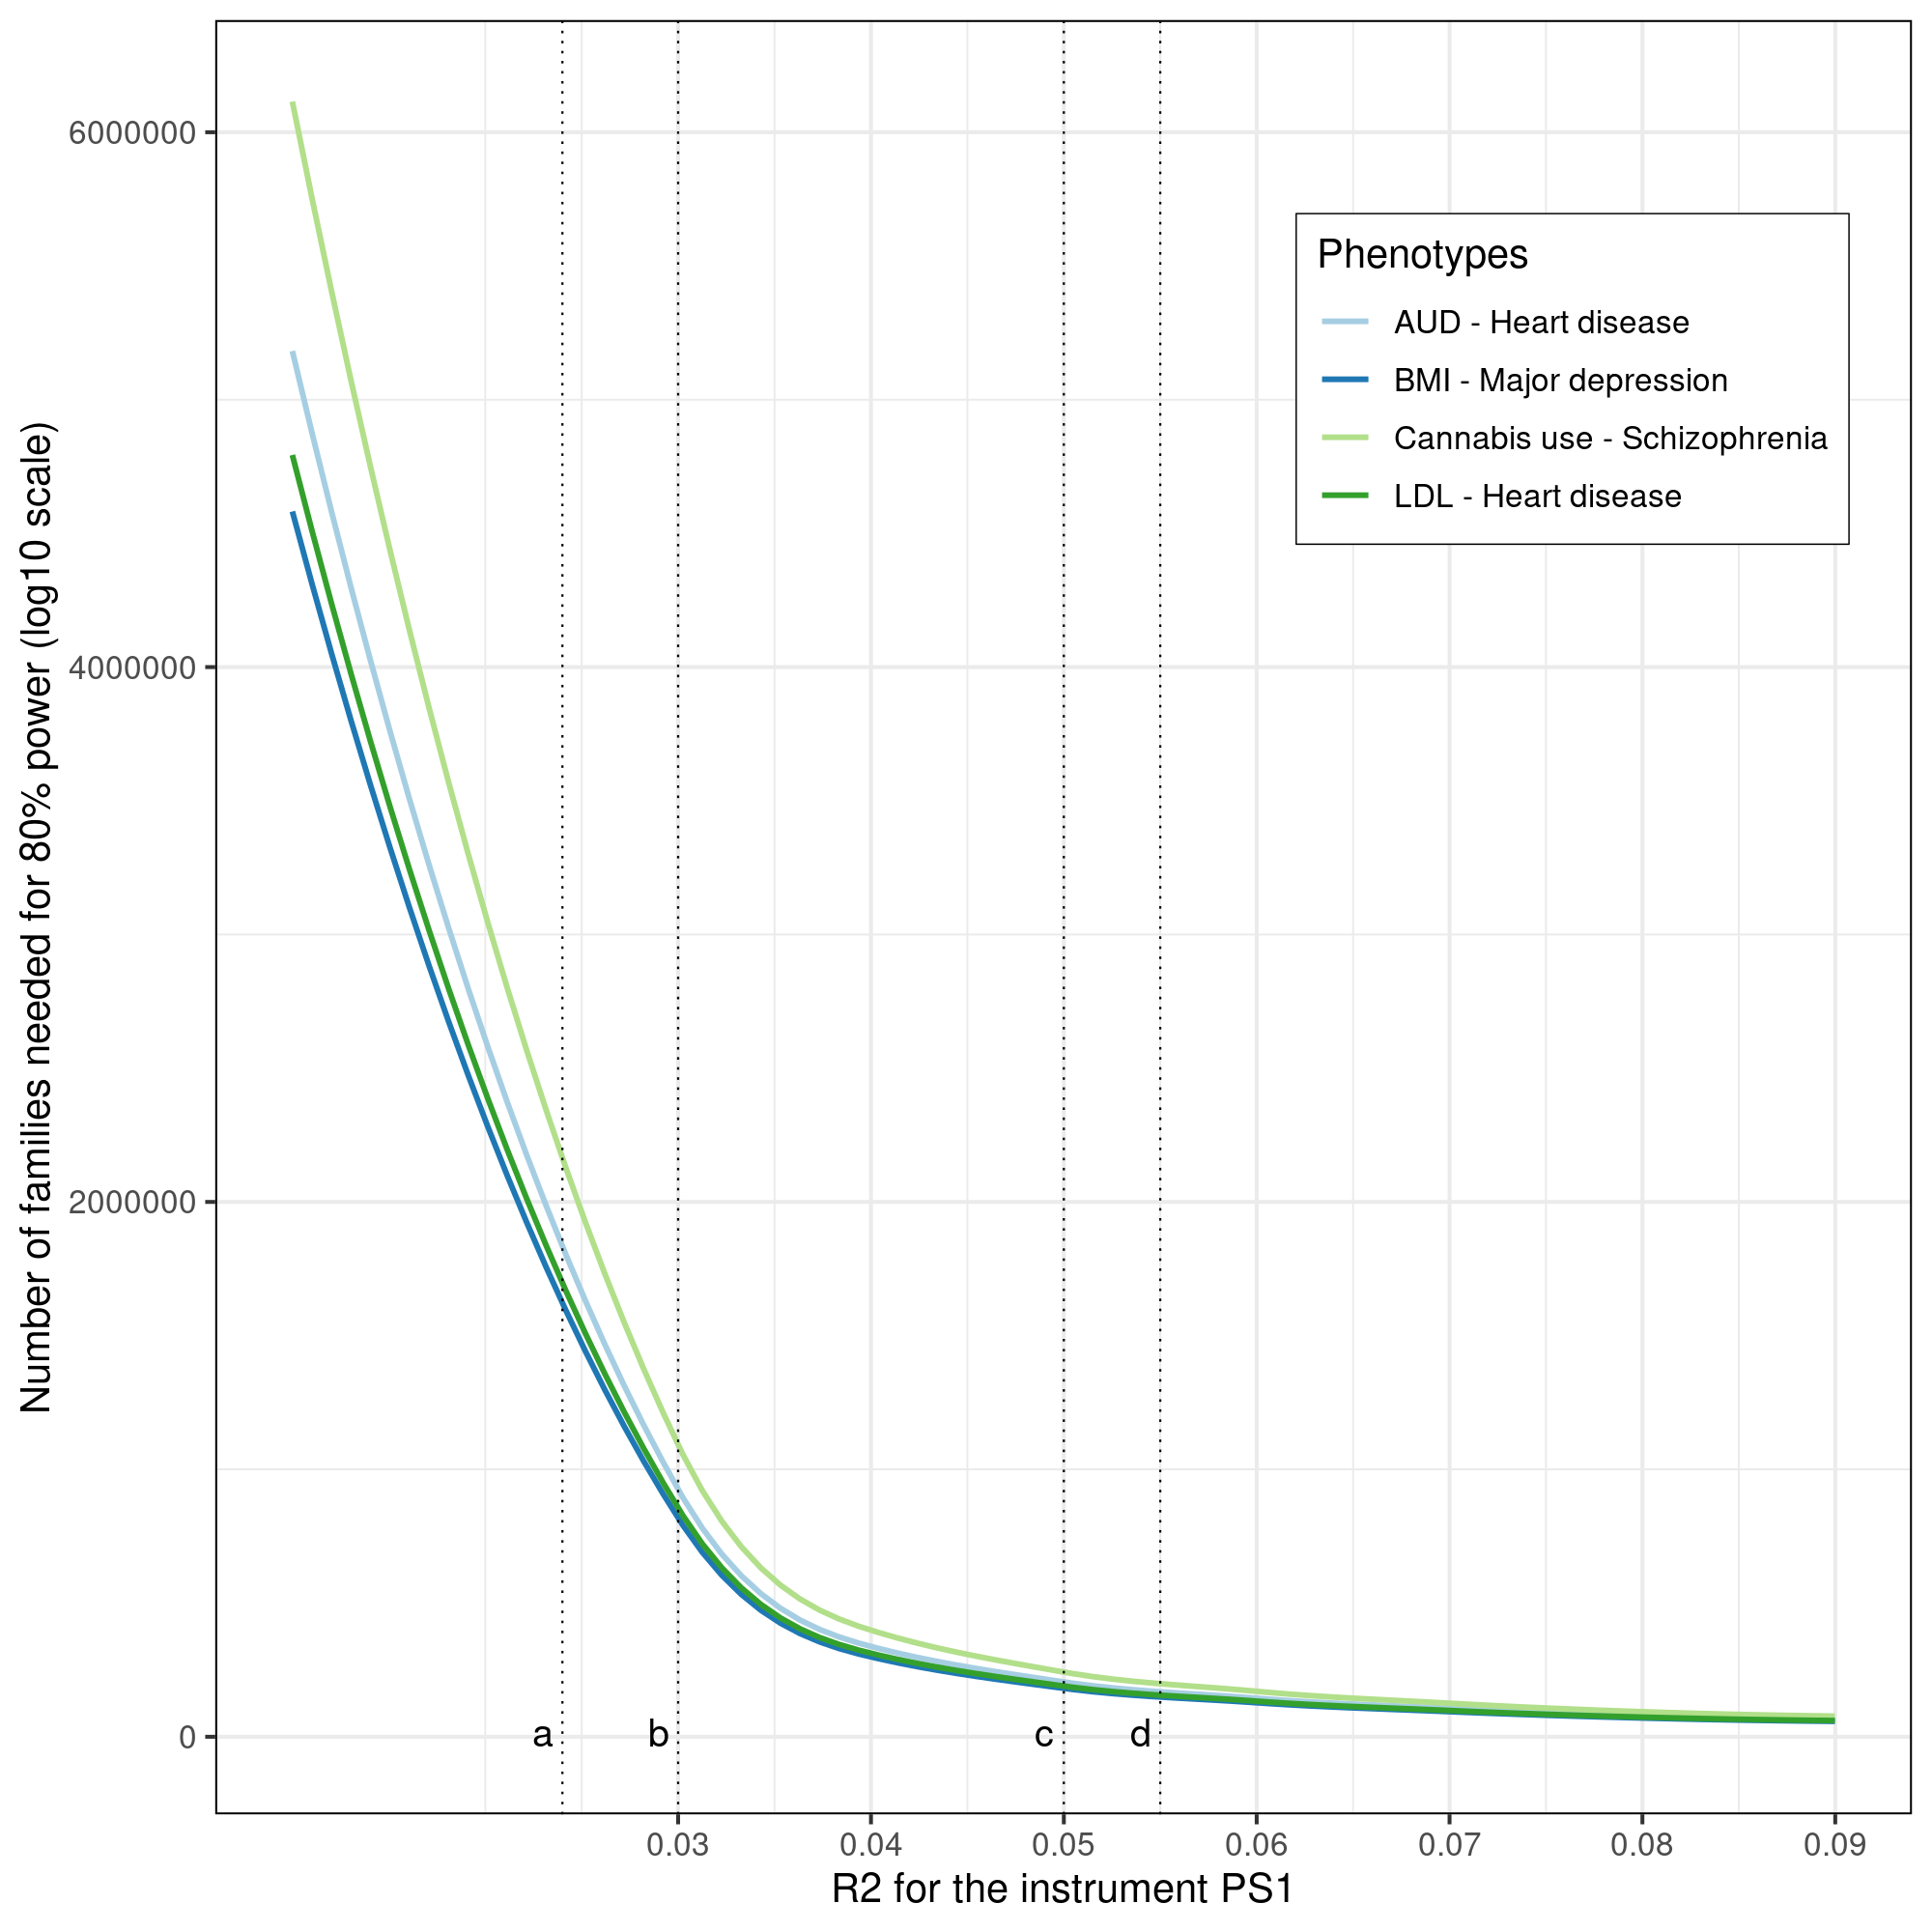 Number of families needed for 80% power (log10 scale)
6000000
4000000
2000000
0
Phenotypes
AUD - Heart disease
BMI - Major depression
Cannabis use - Schizophrenia
LDL - Heart disease
a b c d
0.03 0.04 0.05 0.06 0.07 0.08 0.09
R2 for the instrument PS1